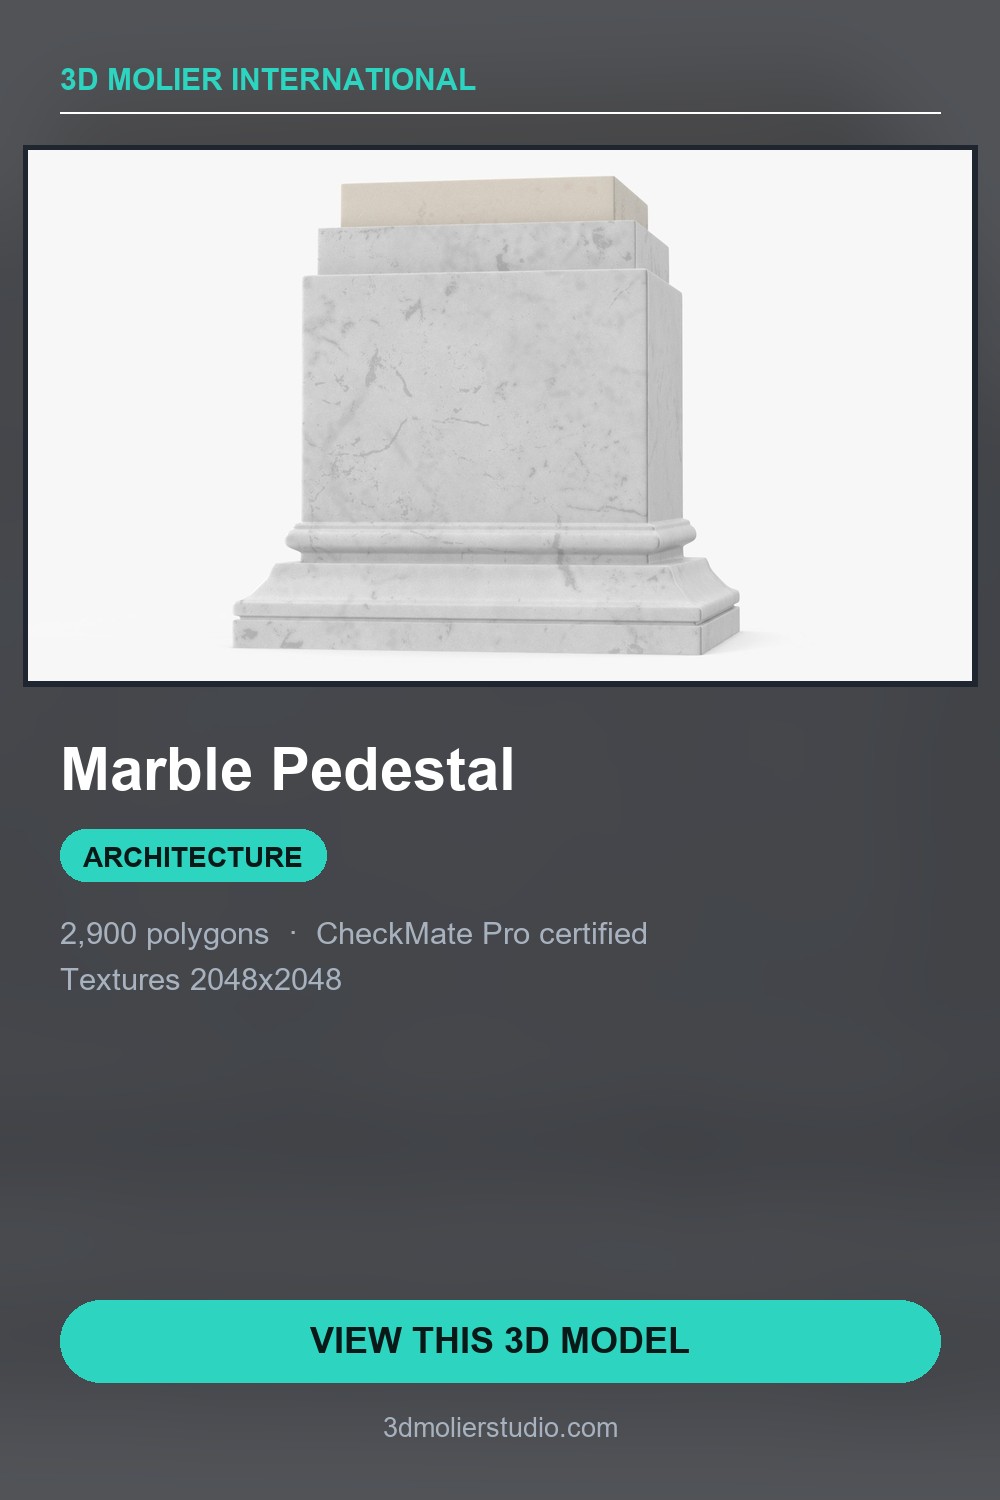 3D MOLIER INTERNATIONAL
Marble Pedestal
ARCHITECTURE
2,900 polygons · CheckMate Pro certified
Textures 2048x2048
VIEW THIS 3D MODEL
3dmolierstudio.com